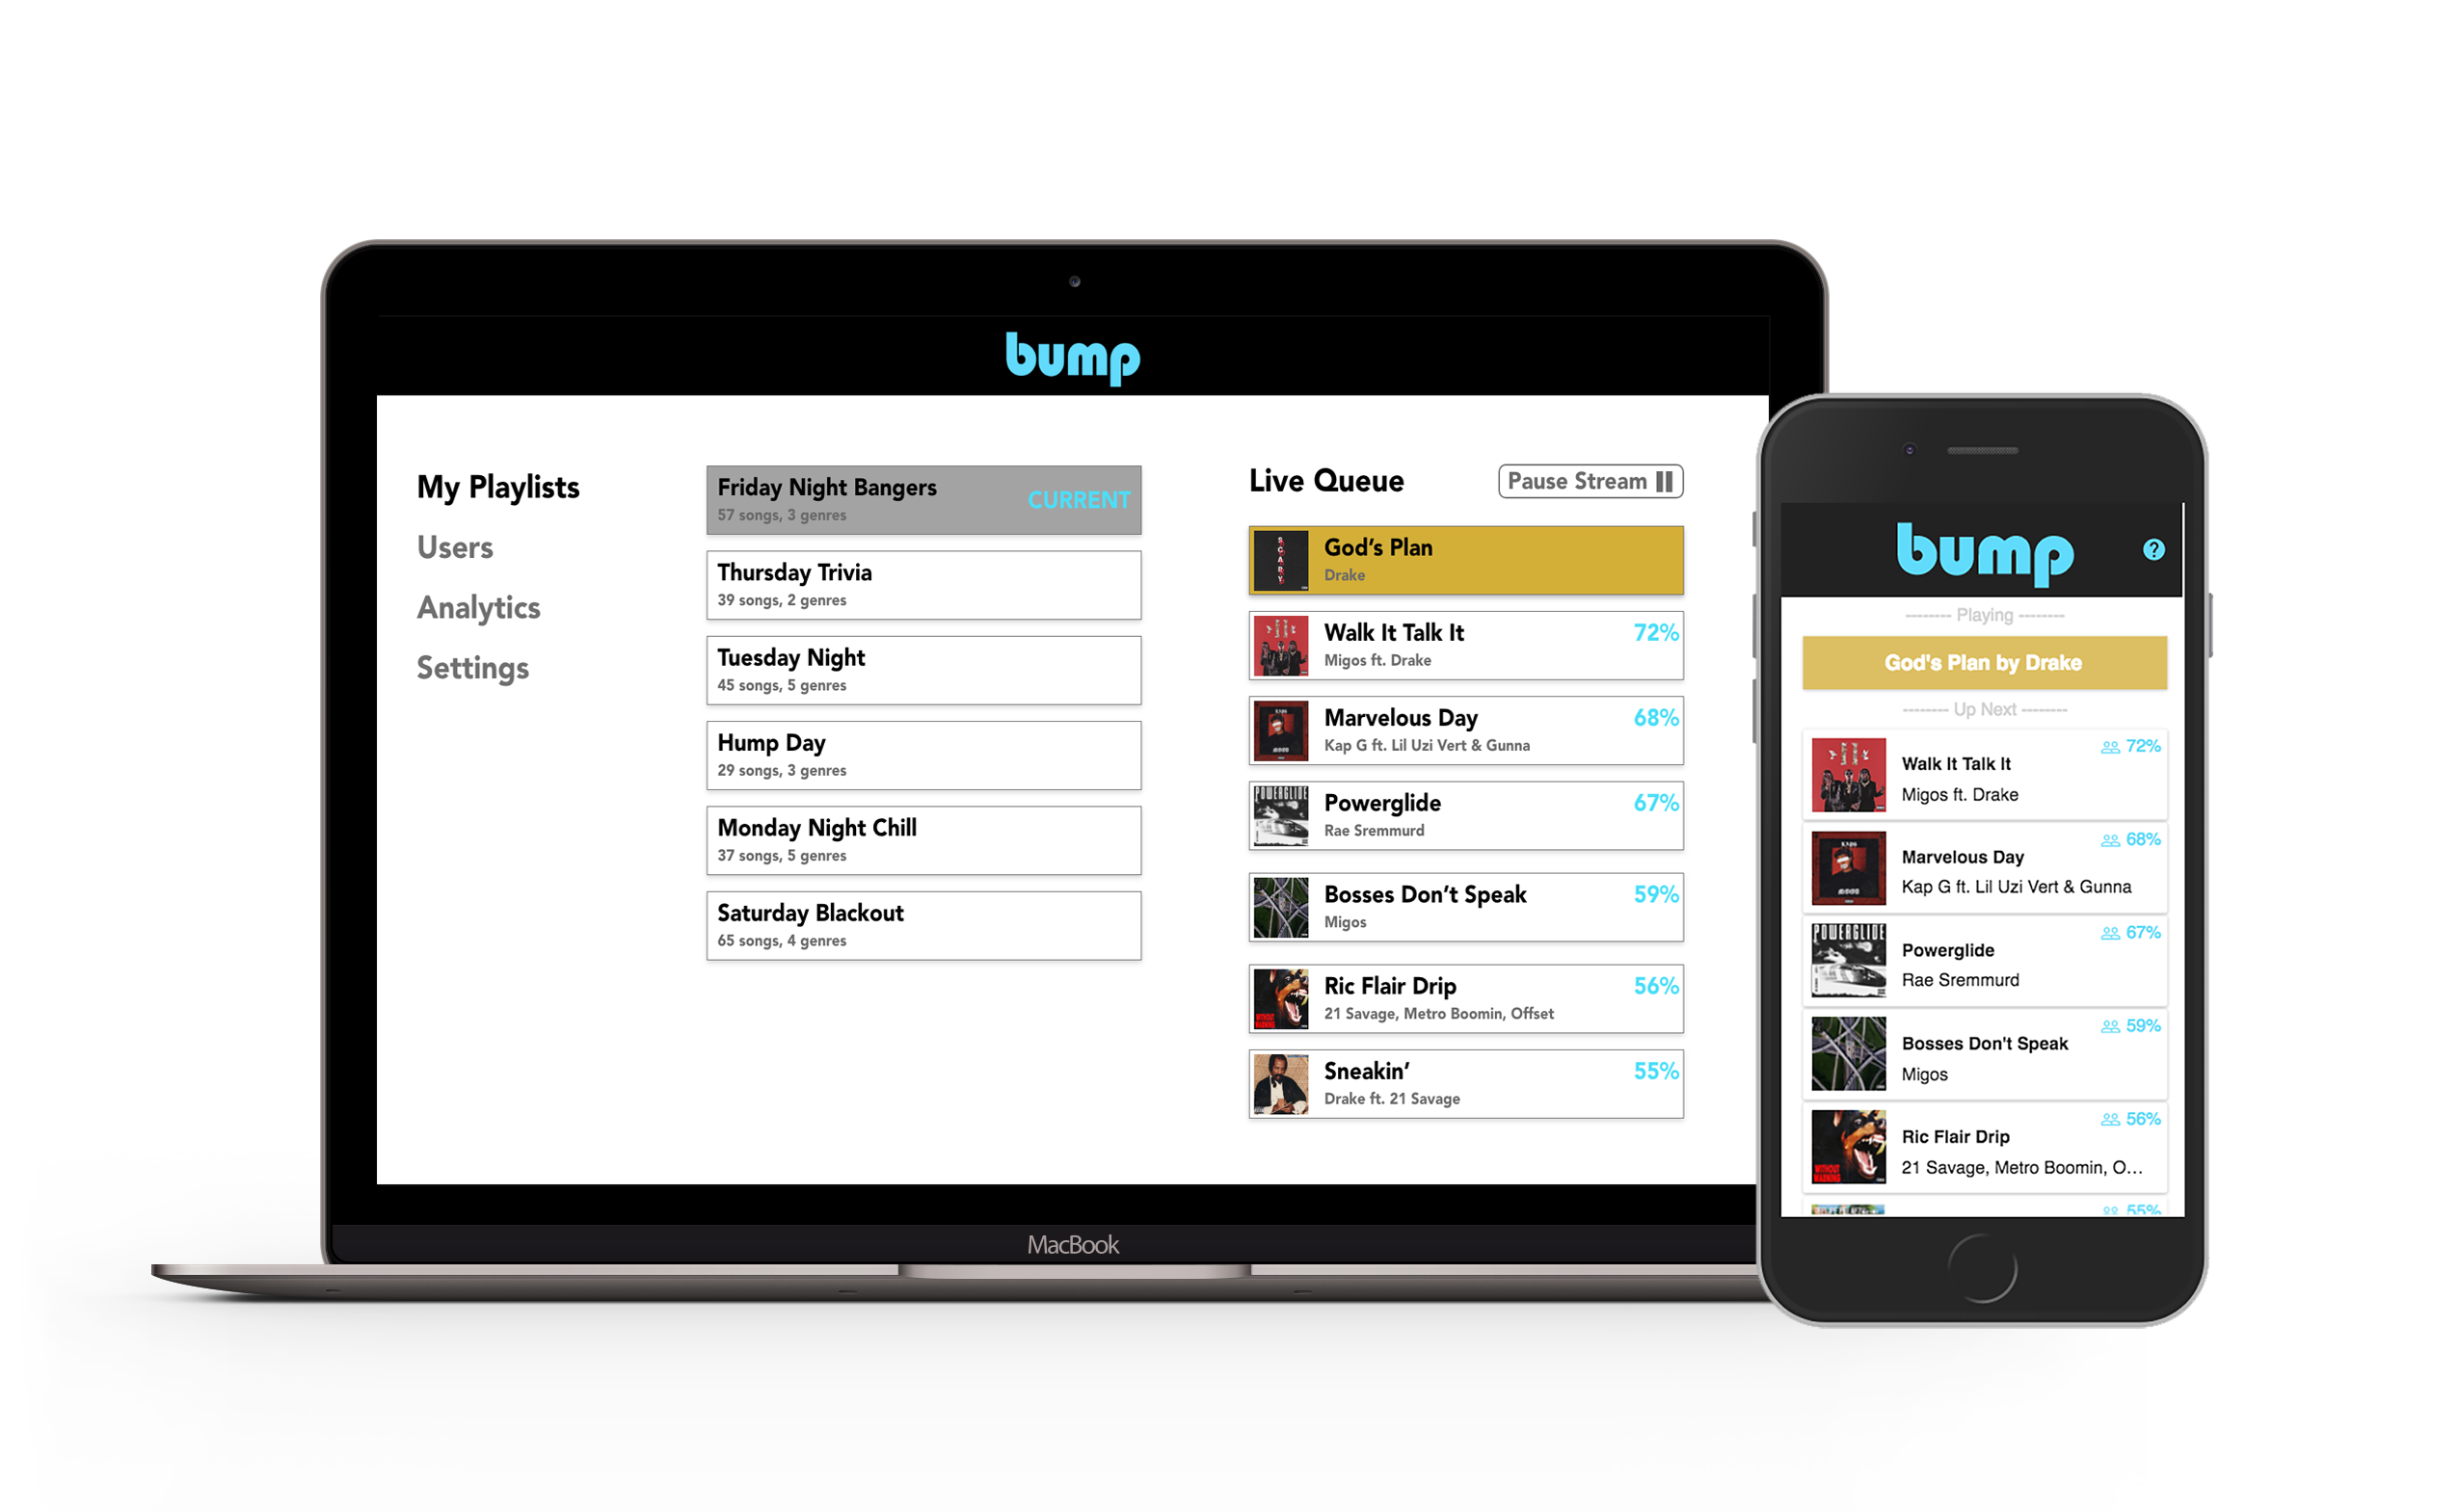 bump
My Playlists
Users
Analytics
Settings
Friday Night Bangers
57 songs, 3 genres
CURRENT
Thursday Trivia
39 songs, 2 genres
Tuesday Night
45 songs, 5 genres
Hump Day
29 songs, 3 genres
Monday Night Chill
37 songs, 5 genres
Saturday Blackout
65 songs, 4 genres
Live Queue
Pause Stream
SCARY
God’s Plan
Drake
Walk It Talk It
72%
Migos ft. Drake
Marvelous Day
68%
Kap G ft. Lil Uzi Vert & Gunna
POWERGLIDE
Powerglide
67%
Rae Sremmurd
Bosses Don’t Speak
59%
Migos
WITHOUT
WARNING
Ric Flair Drip
56%
21 Savage, Metro Boomin, Offset
Sneakin’
55%
Drake ft. 21 Savage
MacBook
bump
?
-------- Playing --------
God's Plan by Drake
-------- Up Next --------
72%
Walk It Talk It
Migos ft. Drake
68%
Marvelous Day
Kap G ft. Lil Uzi Vert & Gunna
POWERGLIDE
67%
Powerglide
Rae Sremmurd
59%
Bosses Don't Speak
Migos
56%
Ric Flair Drip
21 Savage, Metro Boomin, O...
WITHOUT
WARNING
55%